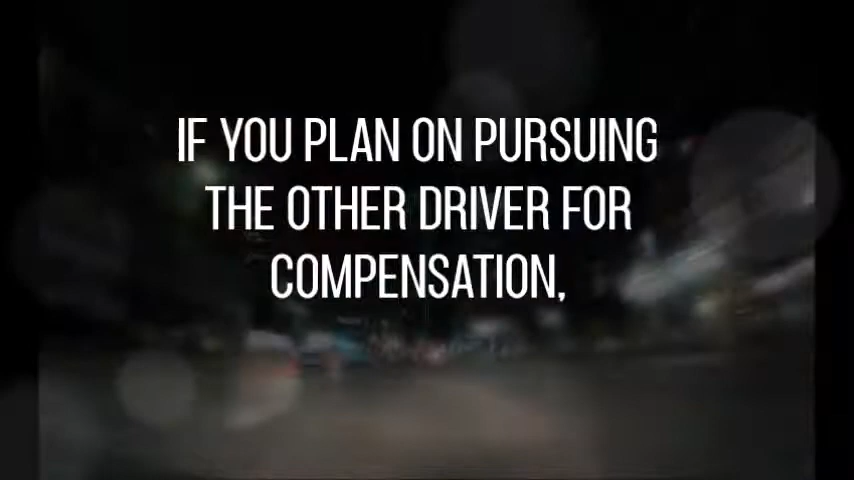 IF YOU PLAN ON PURSUING
THE OTHER DRIVER FOR
COMPENSATION,